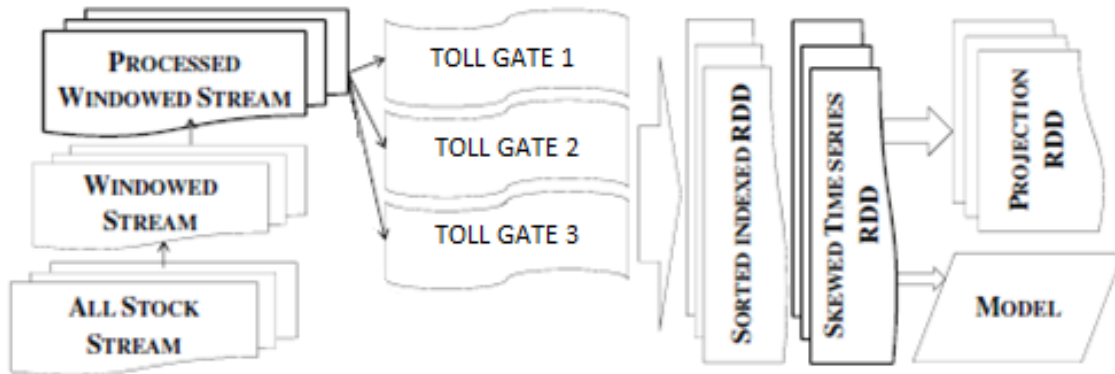 PROCESSED
WINDOWED STREAM
WINDOWED
STREAM
ALL STOCK
STREAM
TOLL GATE 1
TOLL GATE 2
TOLL GATE 3
SORTED INDEXED RDD
SKEWED TIME SERIES
RDD
PROJECTION
RDD
MODEL